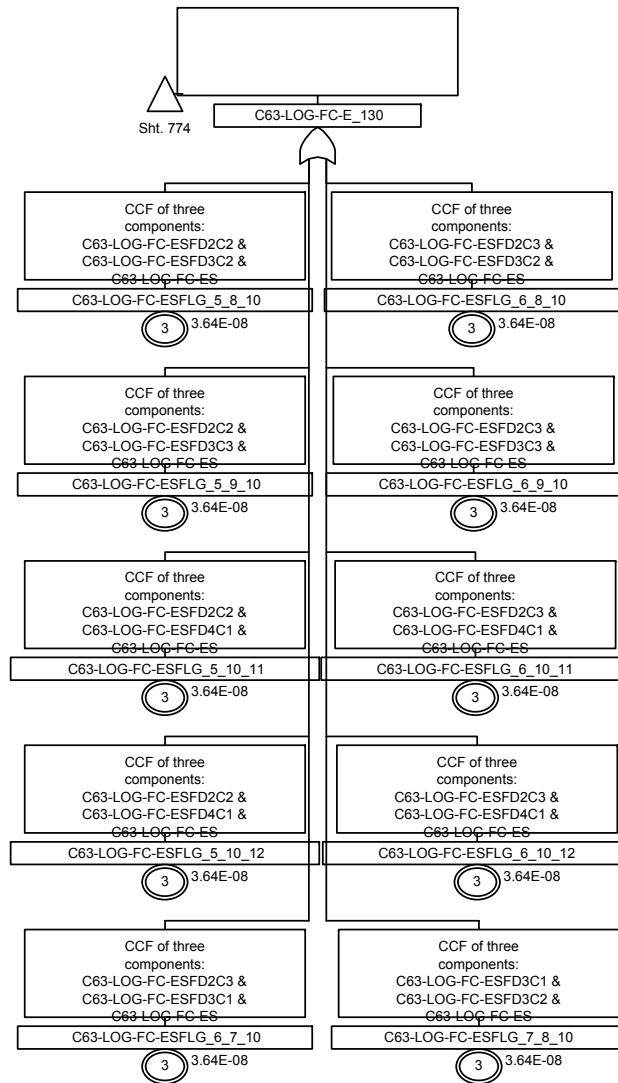 Sht. 774
C63-LOG-FC-E_130
CCF of three
components:
C63-LOG-FC-ESFD2C2 &
C63-LOG-FC-ESFD3C2 &
C63-LOG-FC-ES
C63-LOG-FC-ESFLG_5_8_10
3
3.64E-08
CCF of three
components:
C63-LOG-FC-ESFD2C3 &
C63-LOG-FC-ESFD3C2 &
C63-LOG-FC-ES
C63-LOG-FC-ESFLG_6_8_10
3
3.64E-08
CCF of three
components:
C63-LOG-FC-ESFD2C2 &
C63-LOG-FC-ESFD3C3 &
C63-LOG-FC-ES
C63-LOG-FC-ESFLG_5_9_10
3
3.64E-08
CCF of three
components:
C63-LOG-FC-ESFD2C3 &
C63-LOG-FC-ESFD3C3 &
C63-LOG-FC-ES
C63-LOG-FC-ESFLG_6_9_10
3
3.64E-08
CCF of three
components:
C63-LOG-FC-ESFD2C2 &
C63-LOG-FC-ESFD4C1 &
C63-LOG-FC-ES
C63-LOG-FC-ESFLG_5_10_11
3
3.64E-08
CCF of three
components:
C63-LOG-FC-ESFD2C3 &
C63-LOG-FC-ESFD4C1 &
C63-LOG-FC-ES
C63-LOG-FC-ESFLG_6_10_11
3
3.64E-08
CCF of three
components:
C63-LOG-FC-ESFD2C2 &
C63-LOG-FC-ESFD4C1 &
C63-LOG-FC-ES
C63-LOG-FC-ESFLG_5_10_12
3
3.64E-08
CCF of three
components:
C63-LOG-FC-ESFD2C3 &
C63-LOG-FC-ESFD4C1 &
C63-LOG-FC-ES
C63-LOG-FC-ESFLG_6_10_12
3
3.64E-08
CCF of three
components:
C63-LOG-FC-ESFD2C3 &
C63-LOG-FC-ESFD3C1 &
C63-LOG-FC-ES
C63-LOG-FC-ESFLG_6_7_10
3
3.64E-08
CCF of three
components:
C63-LOG-FC-ESFD3C1 &
C63-LOG-FC-ESFD3C2 &
C63-LOG-FC-ES
C63-LOG-FC-ESFLG_7_8_10
3
3.64E-08